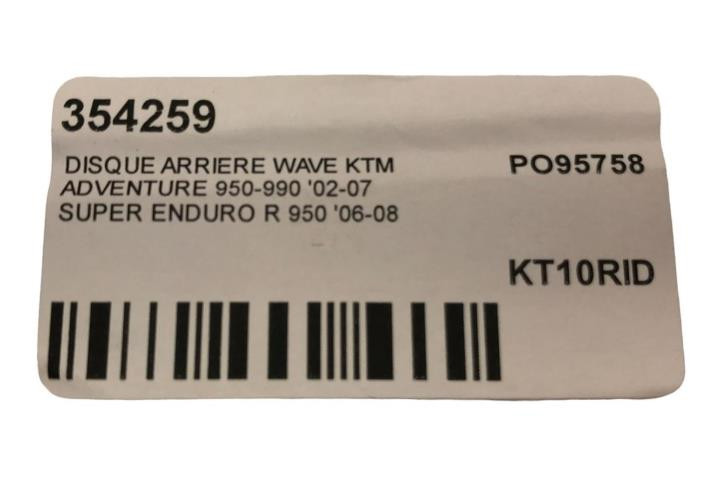 354259
DISQUE ARRIERE WAVE KTM PO95758
ADVENTURE 950-990 '02-07
SUPER ENDURO R 950 '06-08
KT10RID